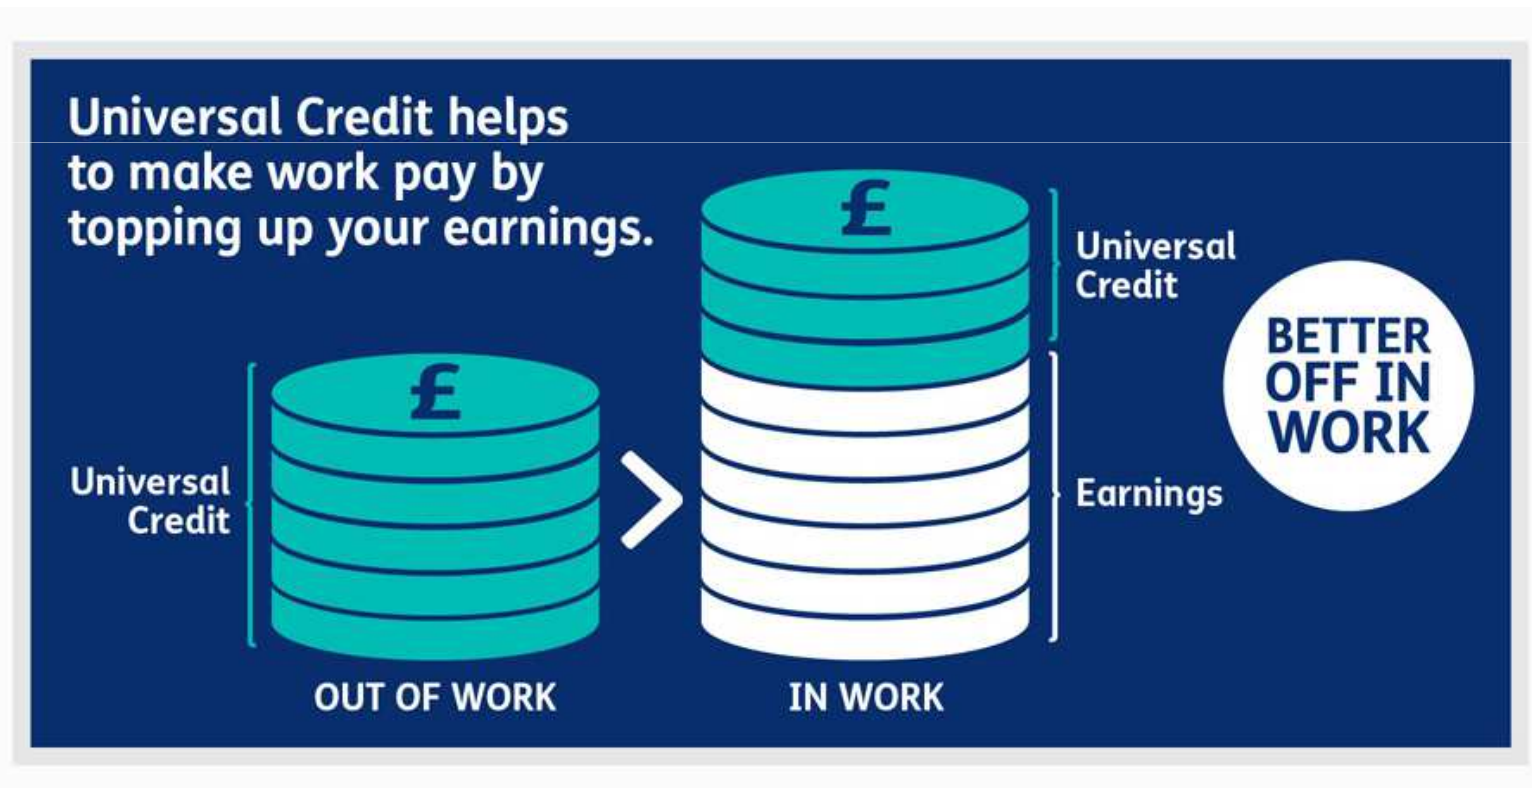 Universal Credit helps
to make work pay by
topping up your earnings.
£
Universal
Credit
OUT OF WORK
£
Universal
Credit
Earnings
IN WORK
BETTER
OFF IN
WORK